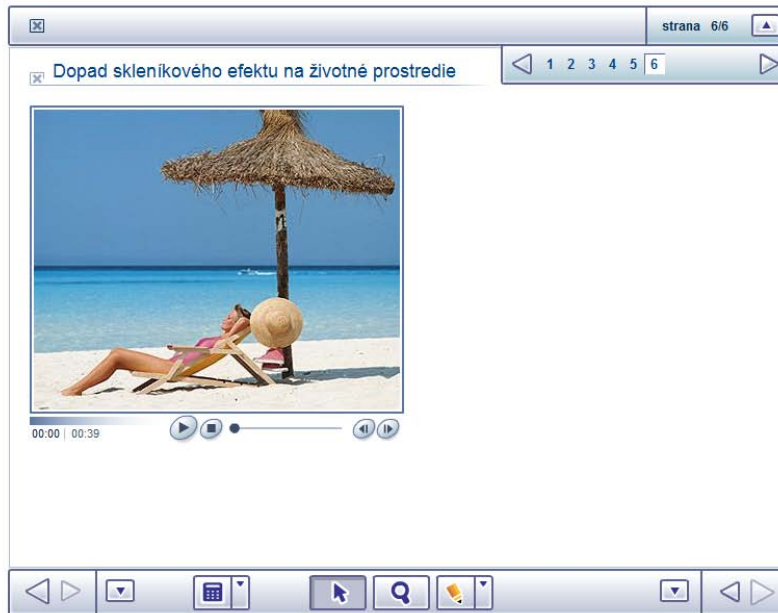 strana 6/6
1 2 3 4 5 6
Dopad skleníkového efektu na životné prostredie
00:00 | 00:39